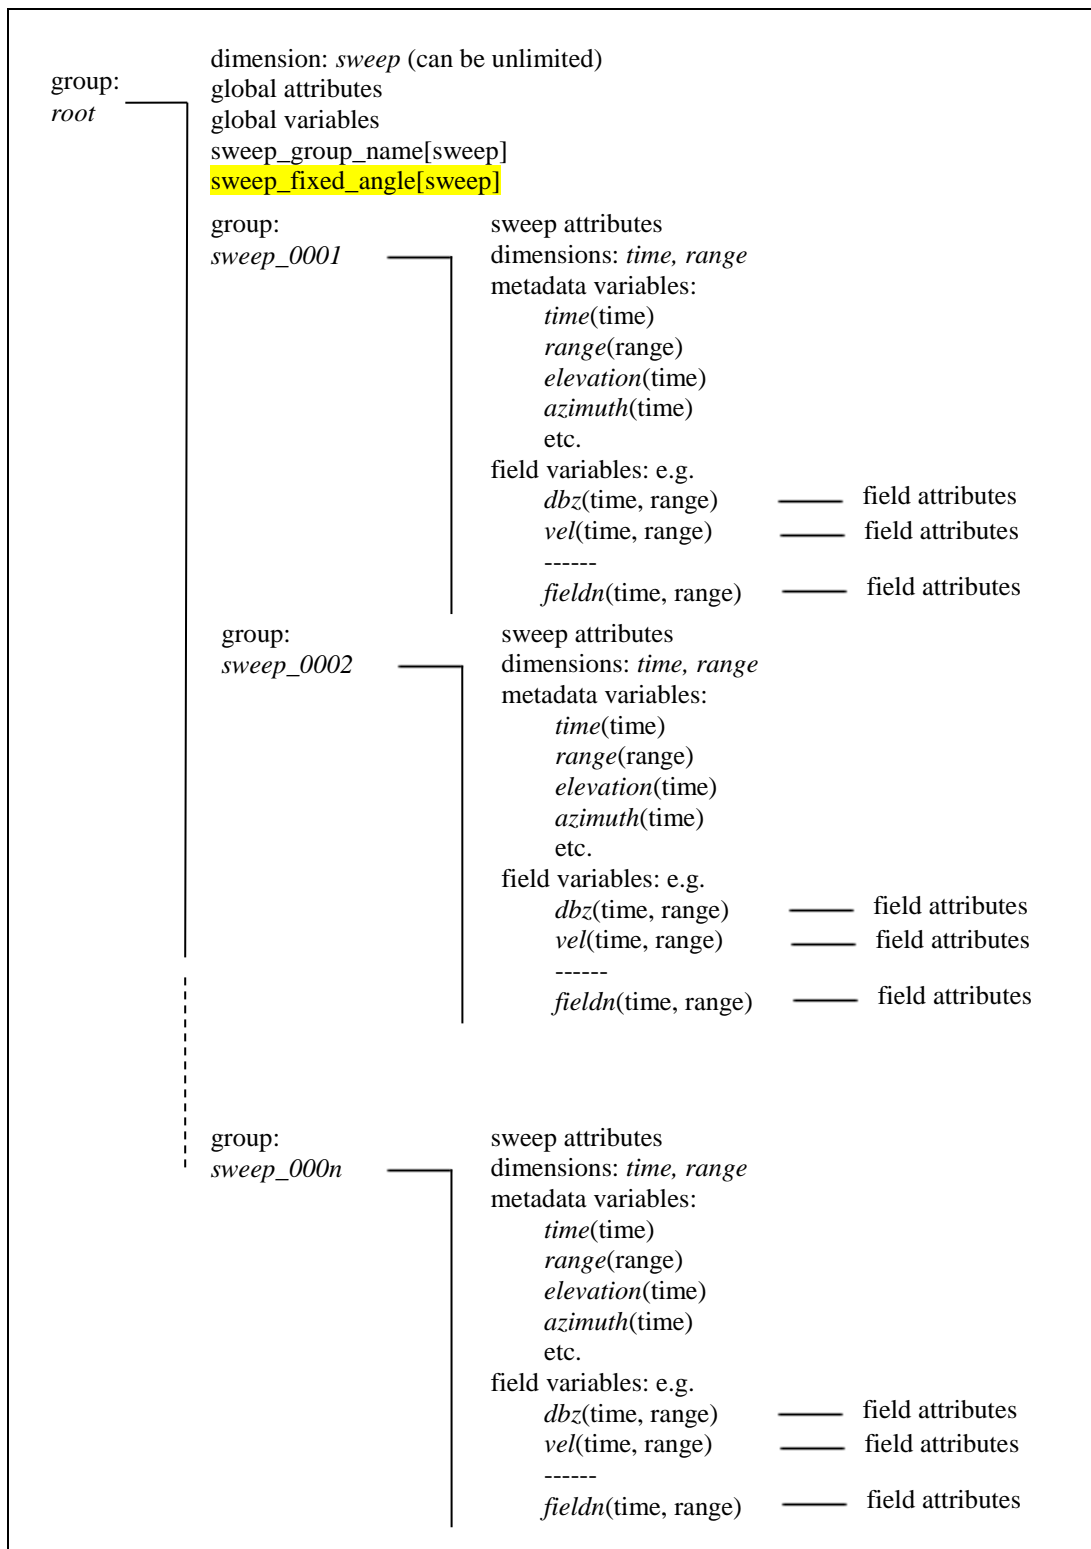 dimension: sweep (can be unlimited)
group:
root
global attributes
global variables
sweep_group_name[sweep]
sweep_fixed_angle[sweep]
group:
sweep_0001
sweep attributes
dimensions: time, range
metadata variables:
time(time)
range(range)
elevation(time)
azimuth(time)
etc.
field variables: e.g.
dbz(time, range) field attributes
vel(time, range) field attributes
------
fieldn(time, range) field attributes
group:
sweep_0002
sweep attributes
dimensions: time, range
metadata variables:
time(time)
range(range)
elevation(time)
azimuth(time)
etc.
field variables: e.g.
dbz(time, range) field attributes
vel(time, range) field attributes
------
fieldn(time, range) field attributes
group:
sweep_000n
sweep attributes
dimensions: time, range
metadata variables:
time(time)
range(range)
elevation(time)
azimuth(time)
etc.
field variables: e.g.
dbz(time, range) field attributes
vel(time, range) field attributes
------
fieldn(time, range) field attributes